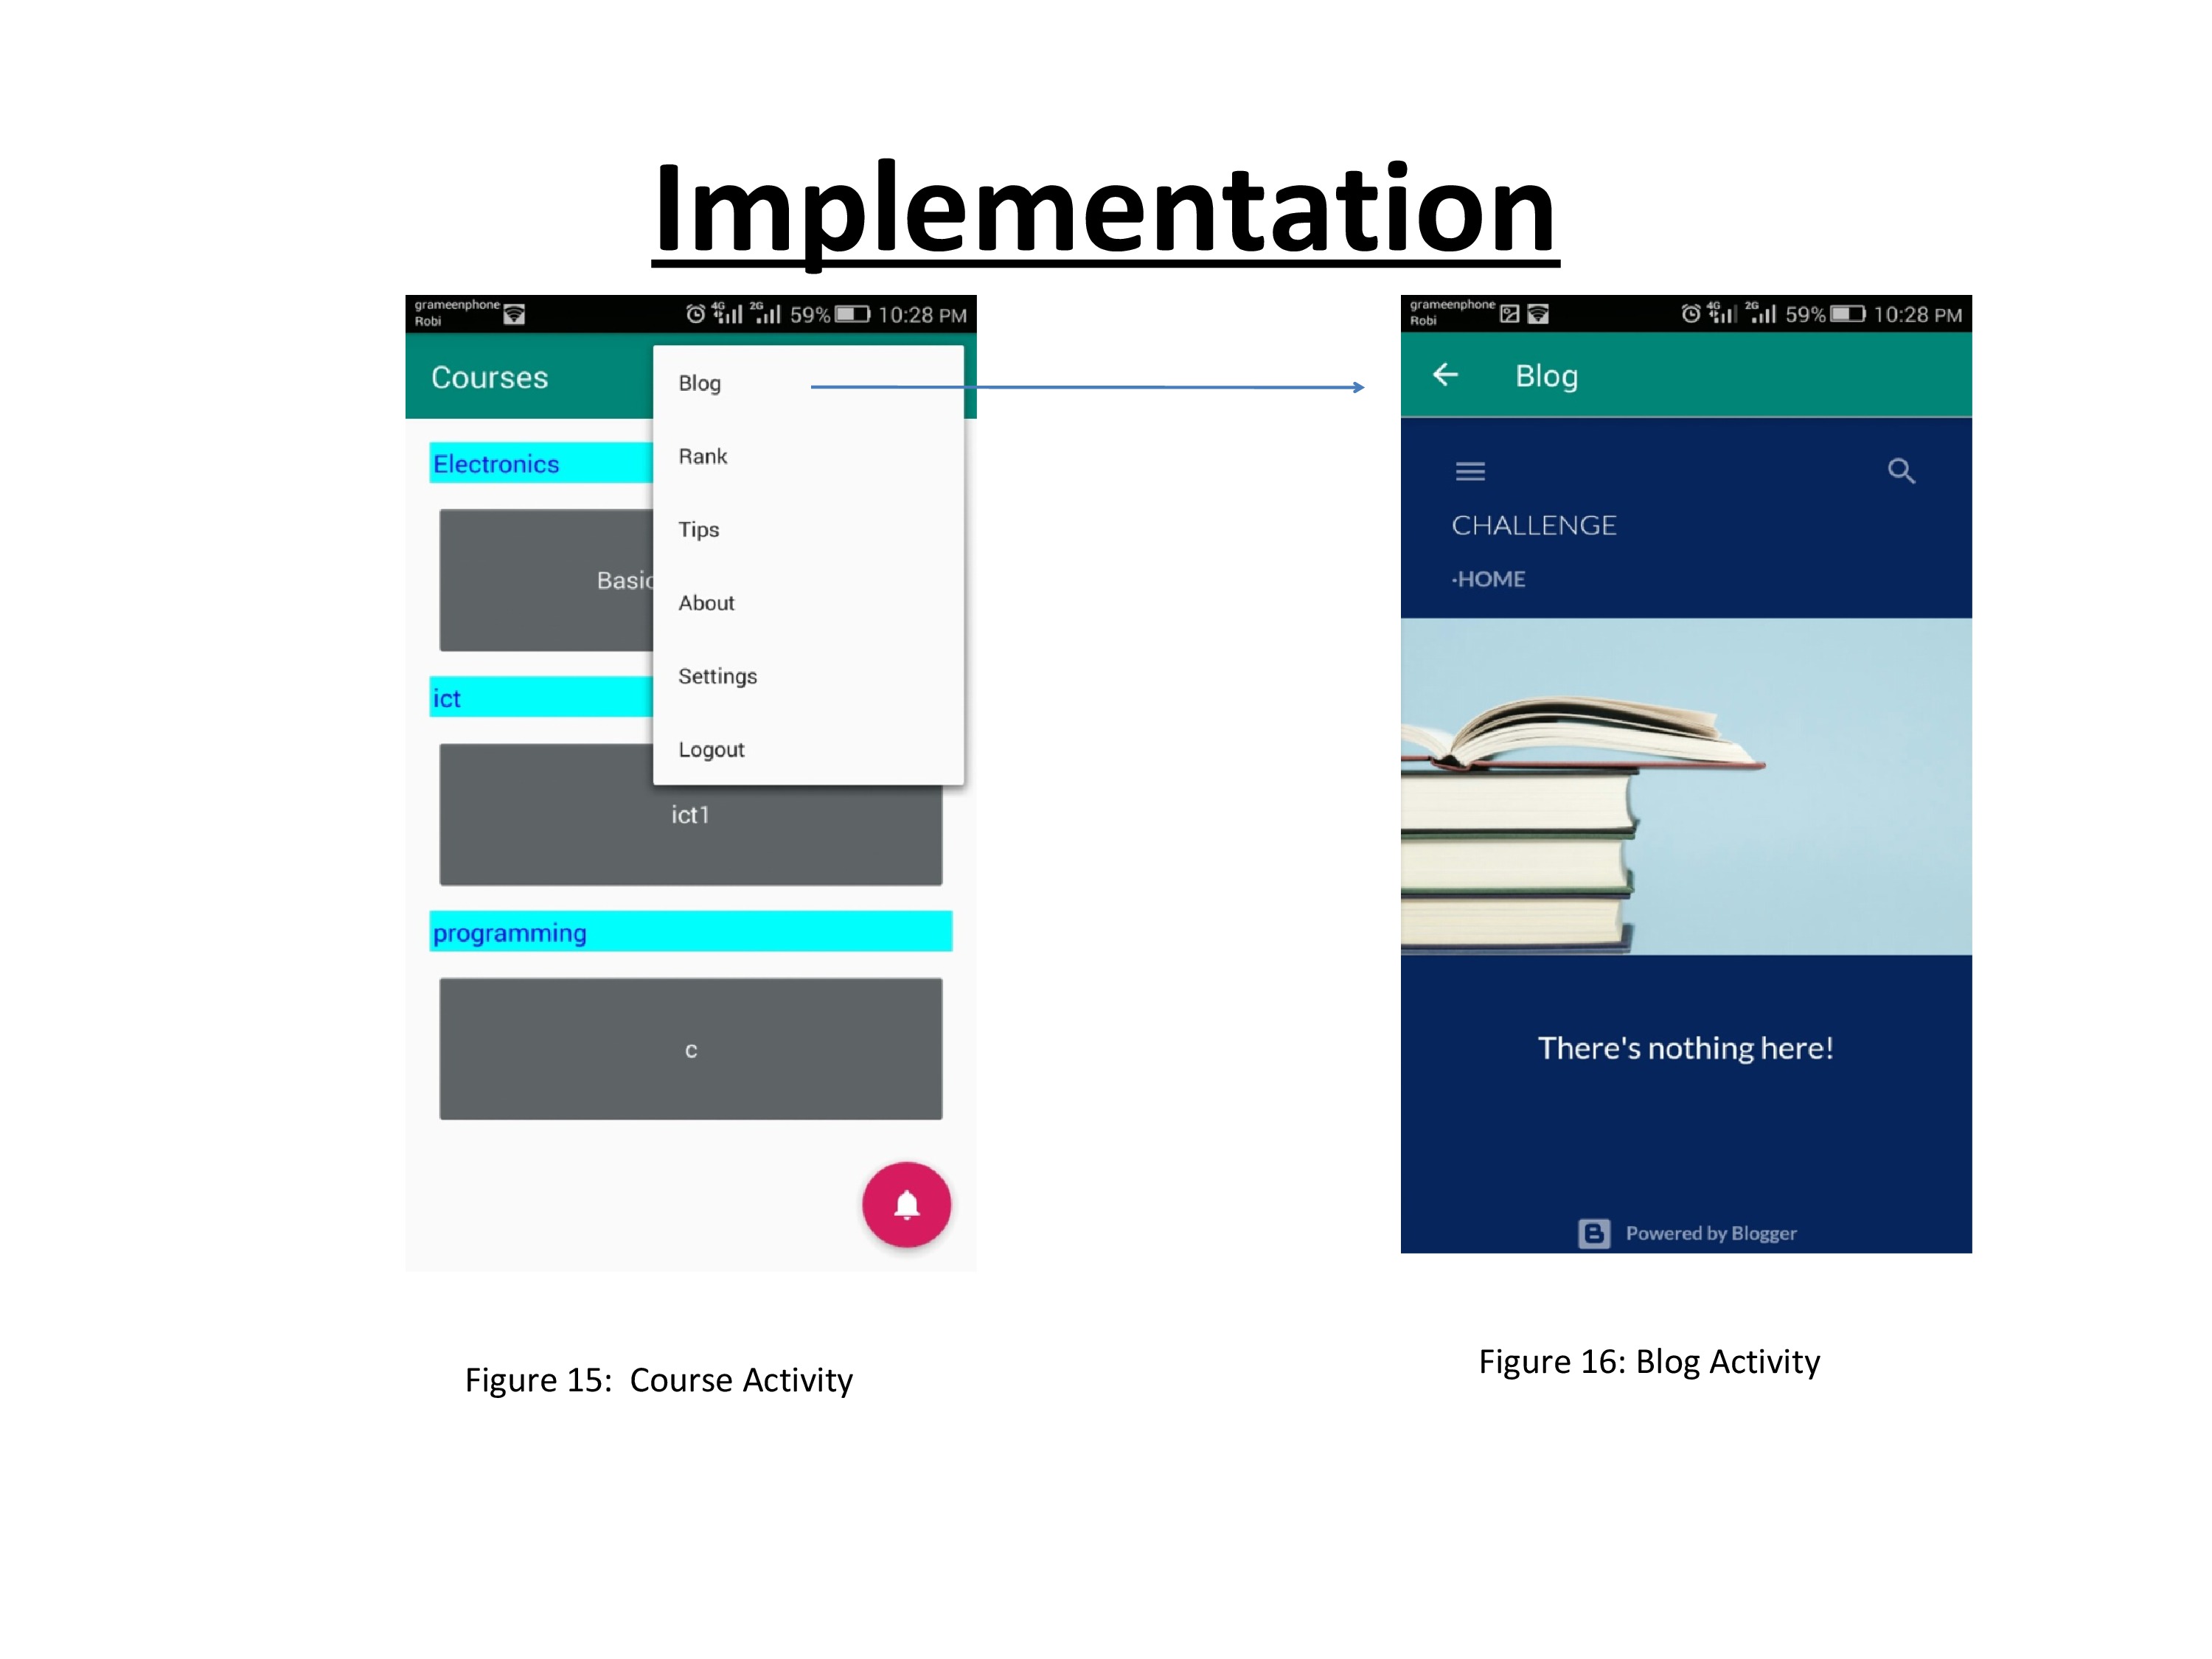 Implementation
grameenphone
Robi
4G 2G 59% 10:28 PM
Courses
Blog
Rank
Tips
About
Settings
Logout
Electronics
ict
ict1
programming
c
Figure 15:  Course Activity
grameenphone
Robi
4G 2G 59% 10:28 PM
Blog
CHALLENGE
·HOME
There's nothing here!
Powered by Blogger
Figure 16: Blog Activity